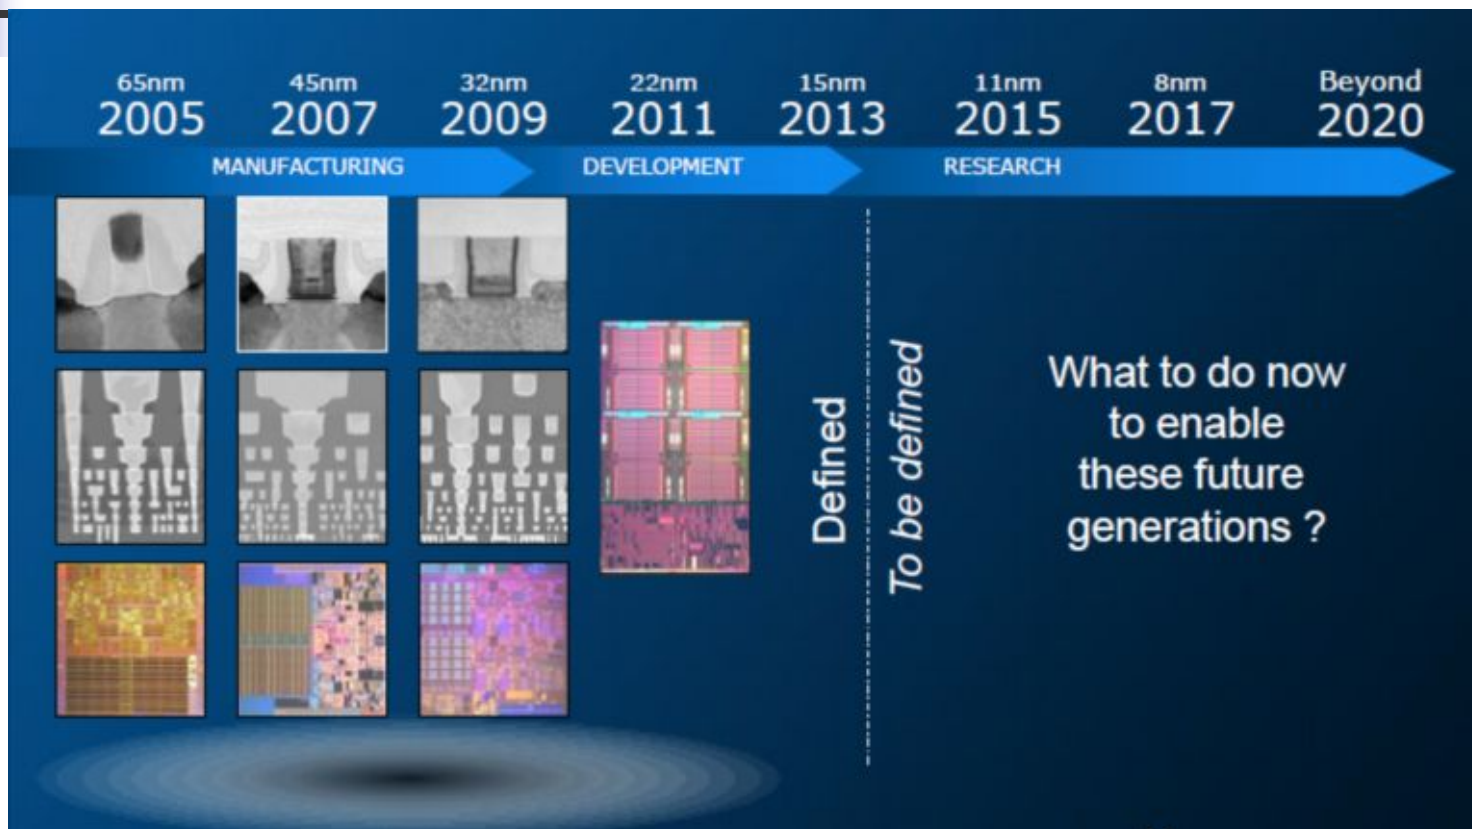 65nm 45nm 32nm 22nm 15nm 11nm 8nm Beyond
2005 2007 2009 2011 2013 2015 2017 2020
MANUFACTURING DEVELOPMENT RESEARCH
Defined
To be defined
What to do now
to enable
these future
generations ?